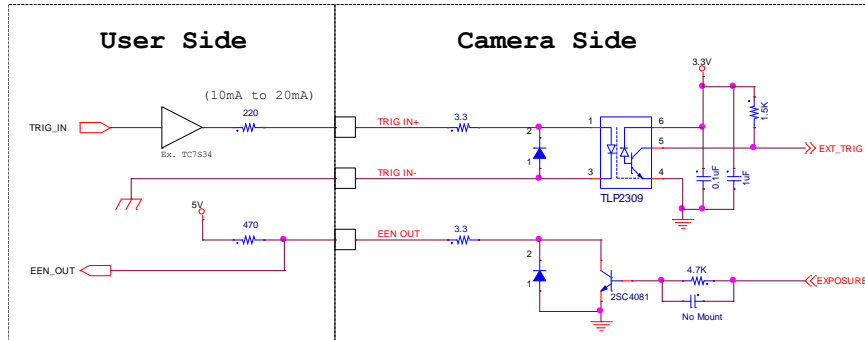 User Side
Camera Side
3.3V
(10mA to 20mA)
220
TRIG IN+
3.3
1
6
1.5K
TRIG_IN
2
5
EXT_TRIG
Ex. TC7S34
1
TRIG IN-
3
4
0.1uF
1uF
TLP2309
5V
470
EEN OUT
3.3
EEN_OUT
2
1
4.7K
EXPOSURE
2SC4081
No Mount